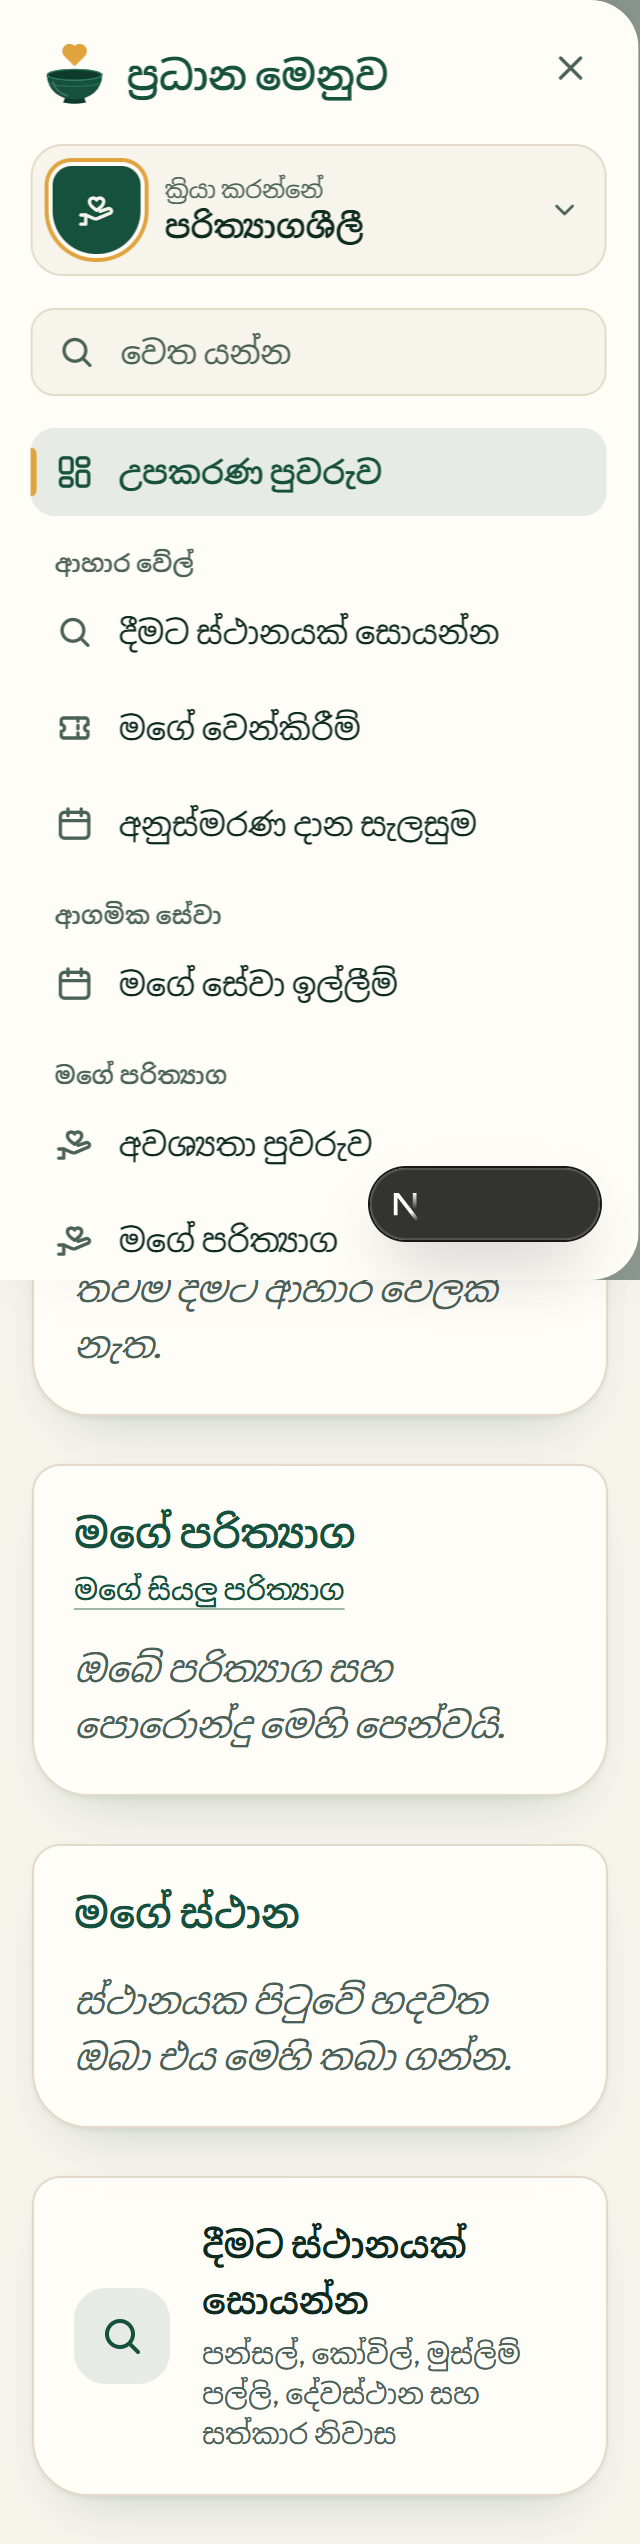 ප්‍රධාන මෙනුව
ක්‍රියා කරන්නේ
පරිත්‍යාගශීලී
වෙත යන්න
උපකරණ පුවරුව
ආහාර වේල්
දීමට ස්ථානයක් සොයන්න
මගේ වෙන්කිරීම්
අනුස්මරණ දාන සැලසුම
ආගමික සේවා
මගේ සේවා ඉල්ලීම්
මගේ පරිත්‍යාග
අවශ්‍යතා පුවරුව
N
මගේ පරිත්‍යාග
තවම දීමට ආහාර වේලක්
නැත.
මගේ පරිත්‍යාග
මගේ සියලු පරිත්‍යාග
ඔබේ පරිත්‍යාග සහ
පොරොන්දු මෙහි පෙන්වයි.
මගේ ස්ථාන
ස්ථානයක පිටුවේ හදවත
ඔබා එය මෙහි තබා ගන්න.
දීමට ස්ථානයක්
සොයන්න
පන්සල්, කෝවිල්, මුස්ලිම්
පල්ලි, දේවස්ථාන සහ
සත්කාර නිවාස